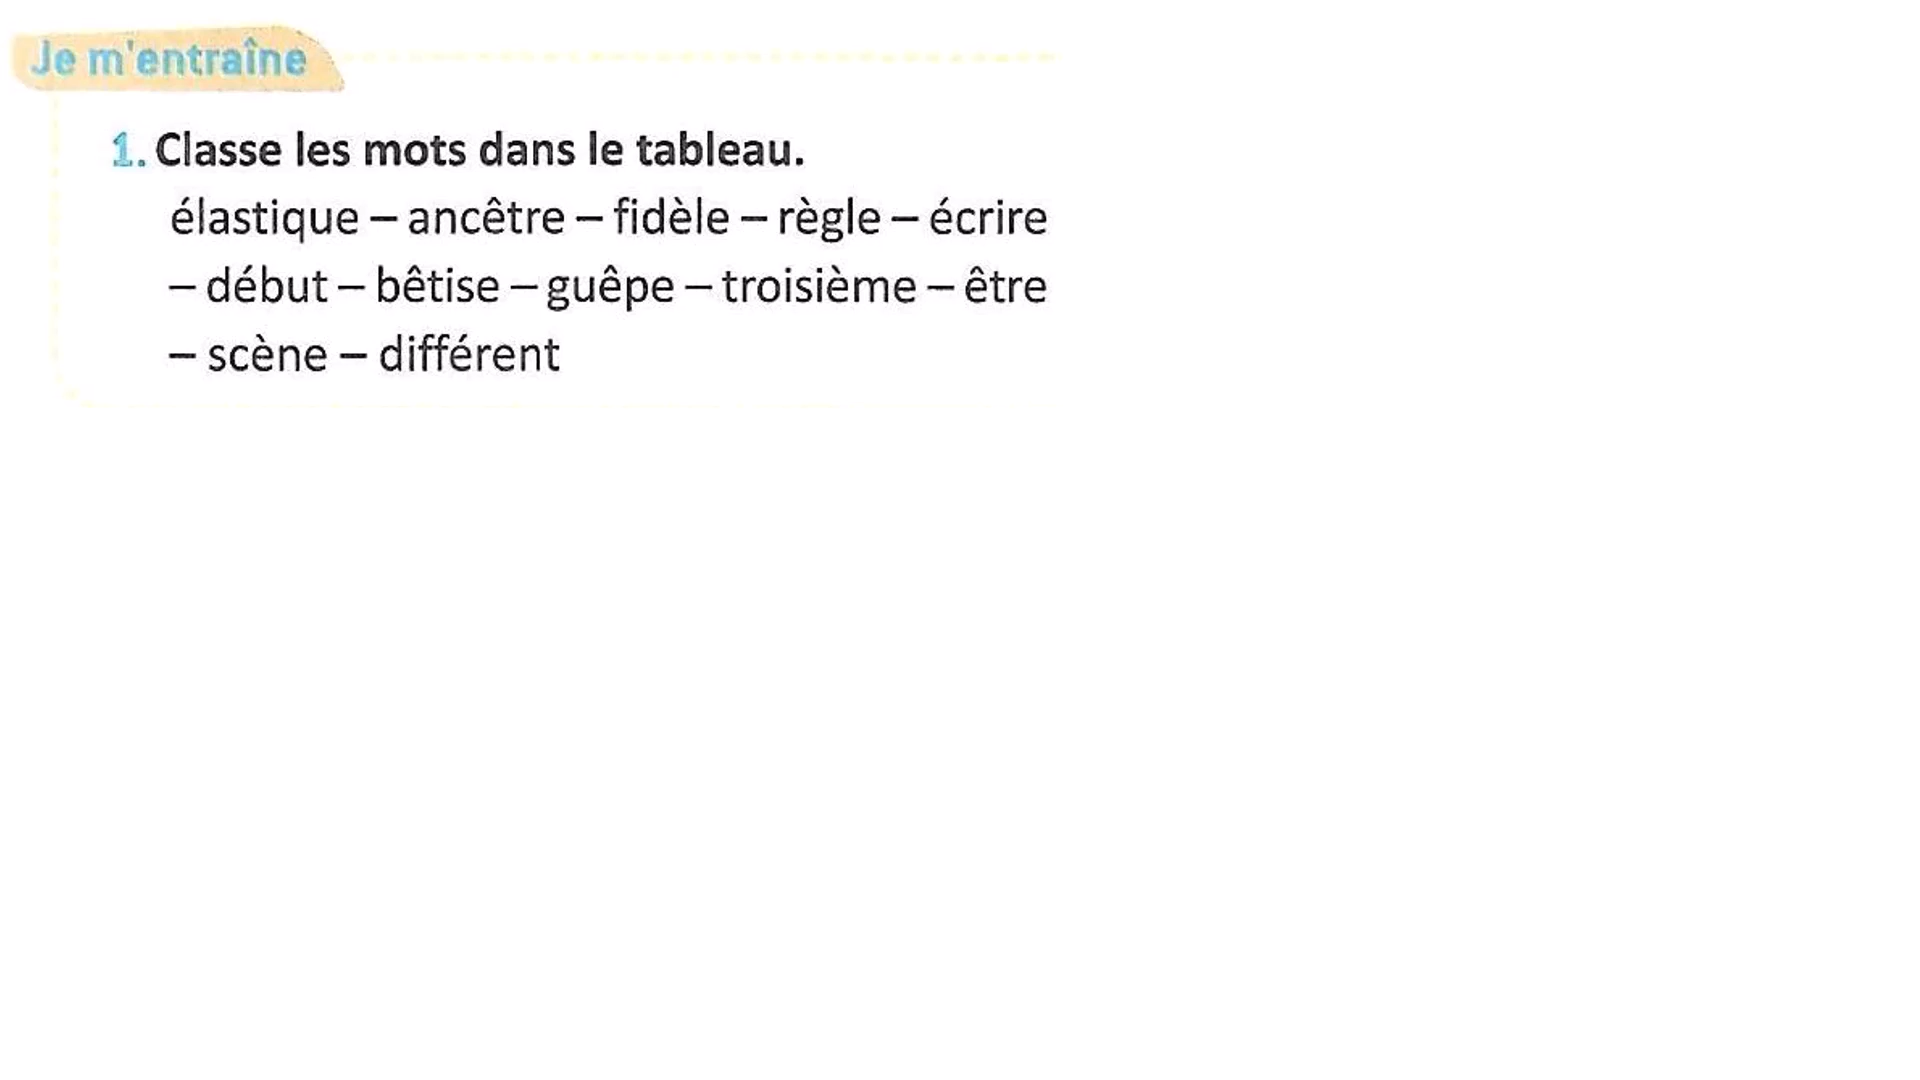 Je m'entraîne
1. Classe les mots dans le tableau.
élastique – ancêtre – fidèle – règle – écrire
– début – bêtise – guêpe – troisième – être
– scène – différent